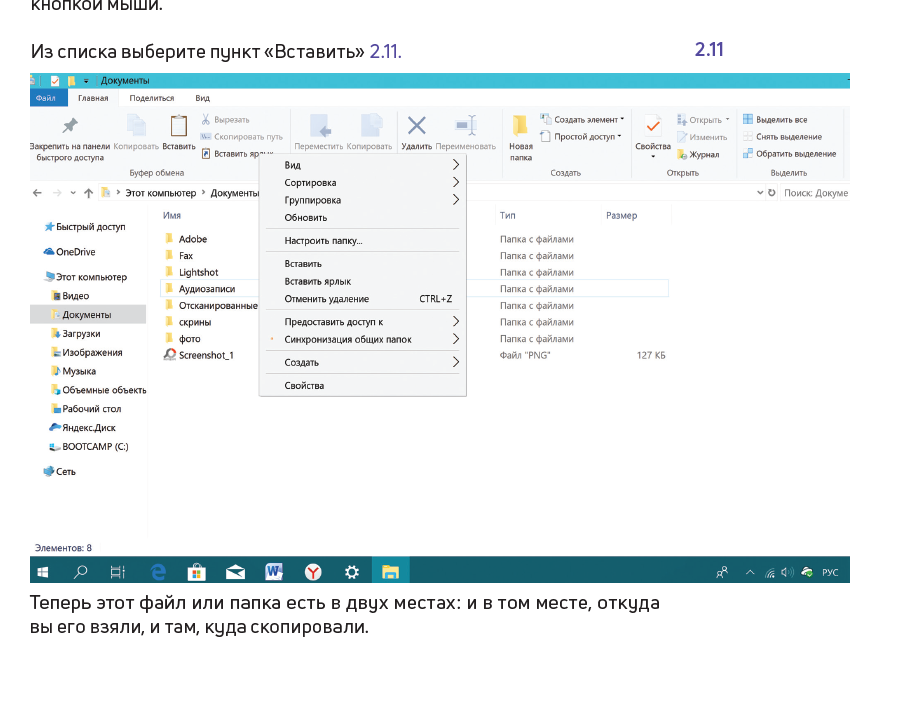 кнопкой мыши.
Из списка выберите пункт «Вставить» 2.11.
2.11
Документы
Файл Главная Поделиться Вид
Закрепить на панели быстрого доступа
Копировать
Вставить
Вырезать
Скопировать путь
Вставить ярлык
Буфер обмена
Переместить Копировать
Удалить Переименовать
Новая папка
Создать элемент
Простой доступ
Создать
Свойства
Открыть
Изменить
Журнал
Открыть
Выделить все
Снять выделение
Обратить выделение
Выделить
Этот компьютер > Документы
Поиск: Докуме
Быстрый доступ
OneDrive
Этот компьютер
Видео
Документы
Загрузки
Изображения
Музыка
Объемные объекть
Рабочий стол
Яндекс.Диск
BOOTCAMP (C:)
Сеть
Имя Тип Размер
Adobe Папка с файлами
Fax Папка с файлами
Lightshot Папка с файлами
Аудиозаписи Папка с файлами
Отсканированные Папка с файлами
скрины Папка с файлами
фото Папка с файлами
Screenshot_1 Файл "PNG" 127 КБ
Вид
Сортировка
Группировка
Обновить
Настроить папку...
Вставить
Вставить ярлык
Отменить удаление CTRL+Z
Предоставить доступ к
Синхронизация общих папок
Создать
Свойства
Элементов: 8
РУС
Теперь этот файл или папка есть в двух местах: и в том месте, откуда
вы его взяли, и там, куда скопировали.